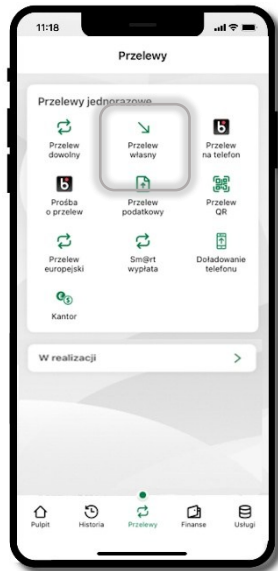 11:18
Przelewy
Przelewy jednorazowe
Przelew dowolny
Przelew własny
Przelew na telefon
Prośba o przelew
Przelew podatkowy
Przelew QR
Przelew europejski
Sm@rt wypłata
Doładowanie telefonu
Kantor
W realizacji
Pulpit Historia Przelewy Finanse Usługi